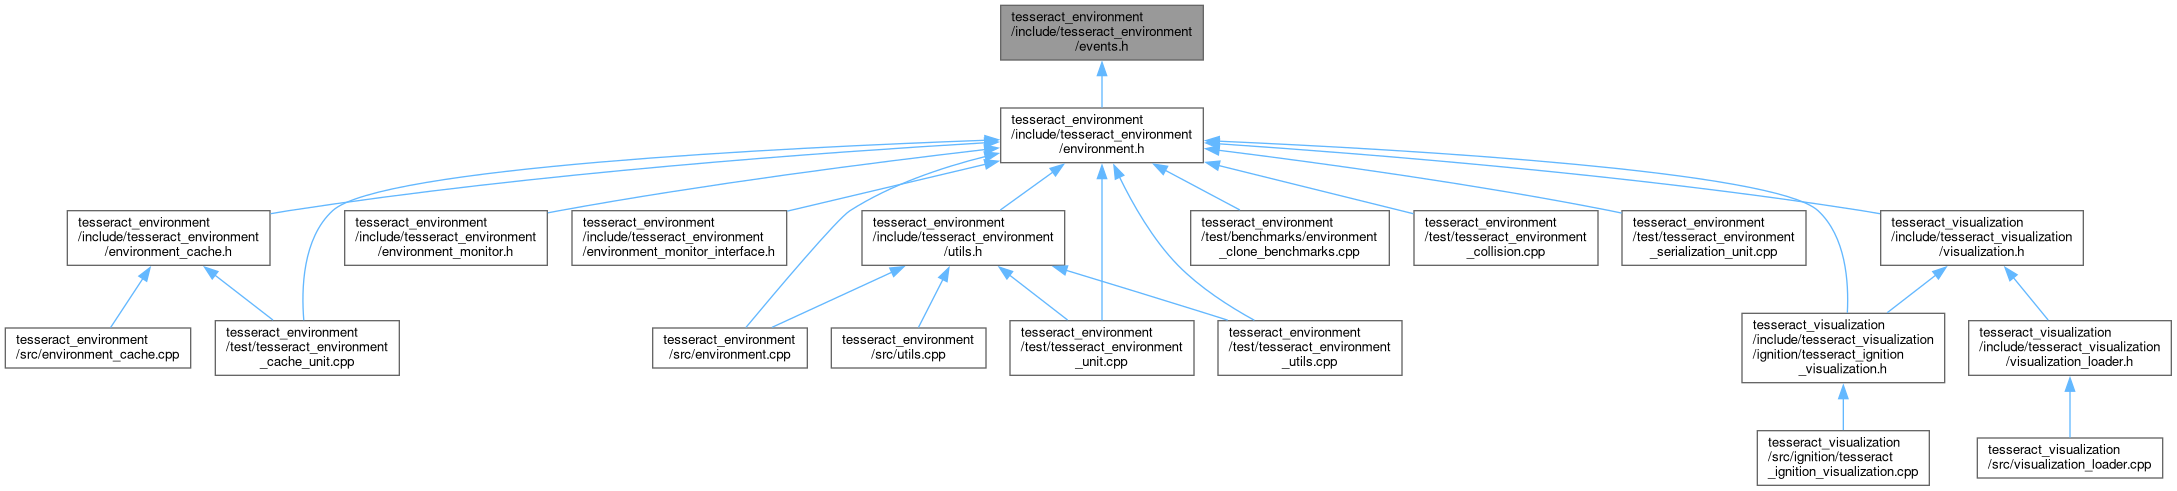 tesseract_environment
/include/tesseract_environment
/events.h
tesseract_environment
/include/tesseract_environment
/environment.h
tesseract_environment
/include/tesseract_environment
/environment_cache.h
tesseract_environment
/include/tesseract_environment
/environment_monitor.h
tesseract_environment
/include/tesseract_environment
/environment_monitor_interface.h
tesseract_environment
/include/tesseract_environment
/utils.h
tesseract_environment
/test/benchmarks/environment
_clone_benchmarks.cpp
tesseract_environment
/test/tesseract_environment
_collision.cpp
tesseract_environment
/test/tesseract_environment
_serialization_unit.cpp
tesseract_visualization
/include/tesseract_visualization
/visualization.h
tesseract_environment
/src/environment_cache.cpp
tesseract_environment
/test/tesseract_environment
_cache_unit.cpp
tesseract_environment
/src/environment.cpp
tesseract_environment
/src/utils.cpp
tesseract_environment
/test/tesseract_environment
_unit.cpp
tesseract_environment
/test/tesseract_environment
_utils.cpp
tesseract_visualization
/include/tesseract_visualization
/ignition/tesseract_ignition
_visualization.h
tesseract_visualization
/include/tesseract_visualization
/visualization_loader.h
tesseract_visualization
/src/ignition/tesseract
_ignition_visualization.cpp
tesseract_visualization
/src/visualization_loader.cpp